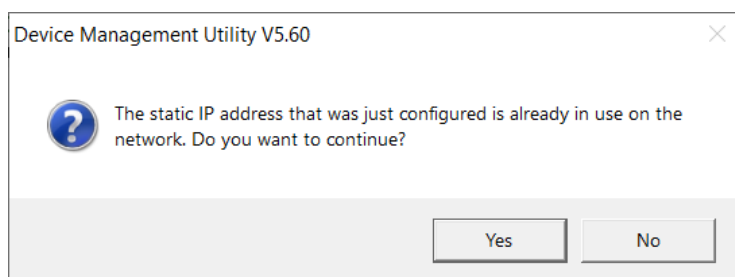 Device Management Utility V5.60
The static IP address that was just configured is already in use on the
network. Do you want to continue?
Yes
No